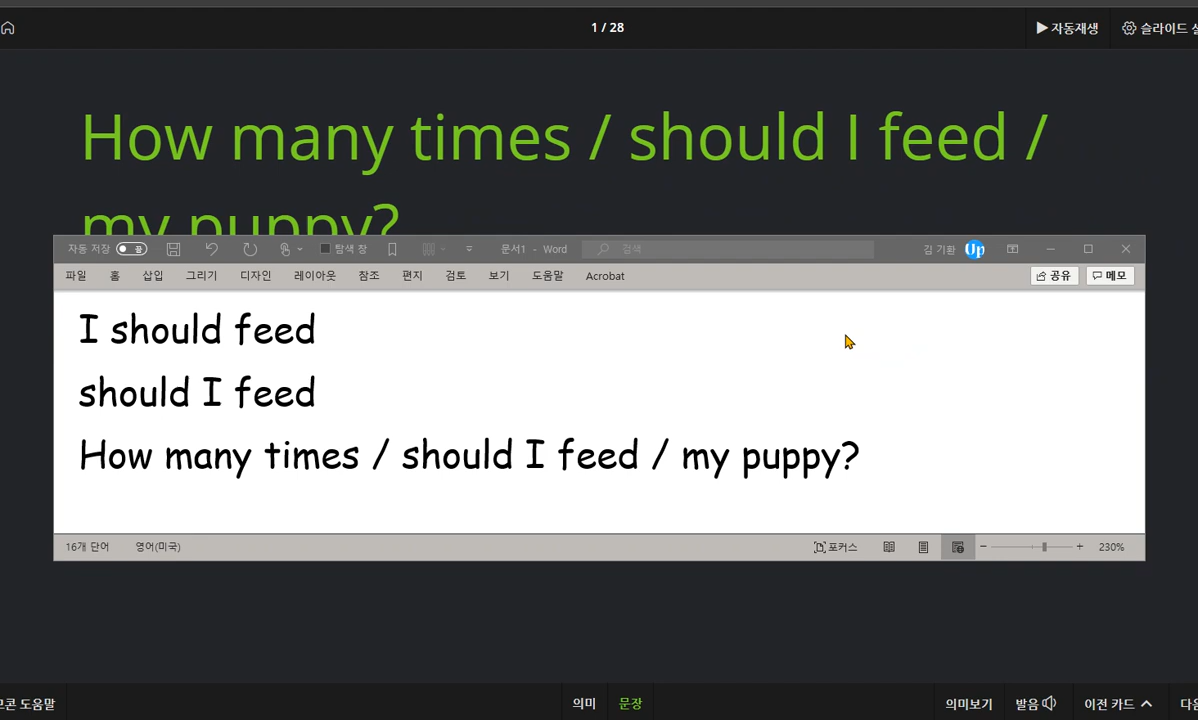 1 / 28
▶ 자동재생
슬라이드
How many times / should I feed /
my puppy?
자동 저장 끔
탐색 창
문서1 - Word
검색
김 기환
Up
파일 홈 삽입 그리기 디자인 레이아웃 참조 편지 검토 보기 도움말 Acrobat
공유
메모
I should feed
should I feed
How many times / should I feed / my puppy?
16개 단어 영어(미국)
포커스
230%
도움말
의미 문장
의미보기 발음 이전 카드